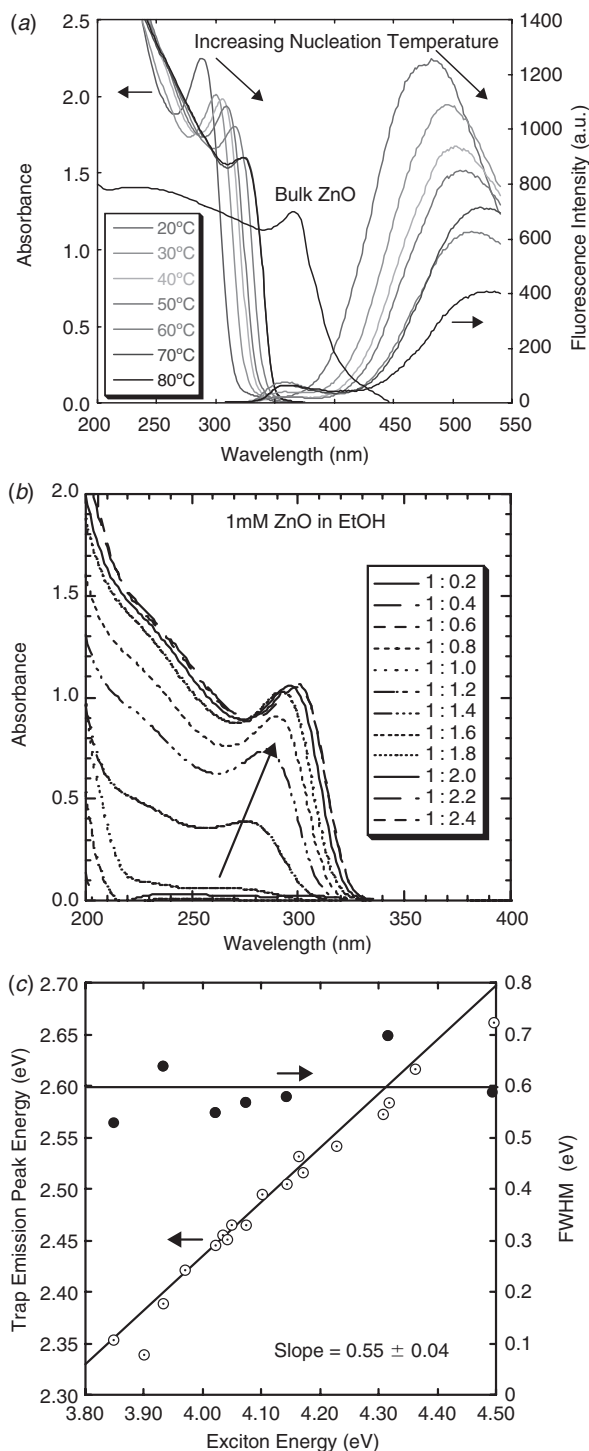 (a)
2.5
2.0
1.5
1.0
0.5
0.0
Absorbance
Increasing Nucleation Temperature
Bulk ZnO
20°C
30°C
40°C
50°C
60°C
70°C
80°C
1400
1200
1000
800
600
400
200
0
Fluorescence Intensity (a.u.)
200 250 300 350 400 450 500 550
Wavelength (nm)
(b)
2.0
1.5
1.0
0.5
0.0
Absorbance
1mM ZnO in EtOH
1 : 0.2
1 : 0.4
1 : 0.6
1 : 0.8
1 : 1.0
1 : 1.2
1 : 1.4
1 : 1.6
1 : 1.8
1 : 2.0
1 : 2.2
1 : 2.4
200 250 300 350 400
Wavelength (nm)
(c)
2.70
2.65
2.60
2.55
2.50
2.45
2.40
2.35
2.30
Trap Emission Peak Energy (eV)
0.8
0.7
0.6
0.5
0.4
0.3
0.2
0.1
0
FWHM (eV)
Slope = 0.55 ± 0.04
3.80 3.90 4.00 4.10 4.20 4.30 4.40 4.50
Exciton Energy (eV)